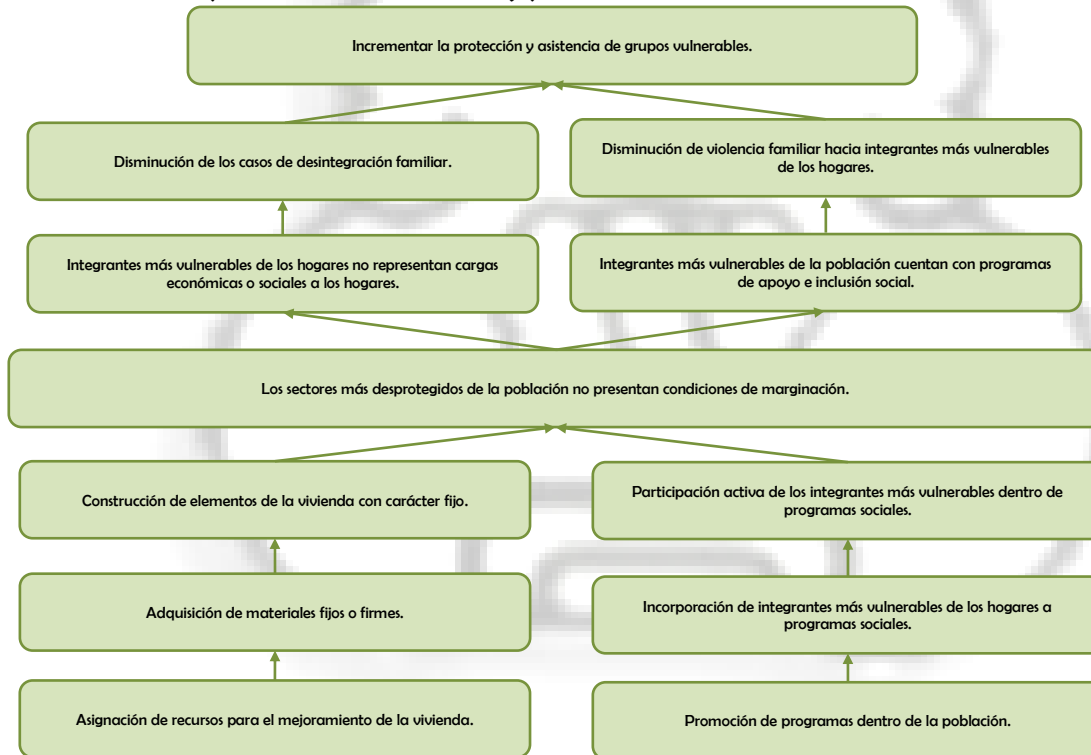 Incrementar la protección y asistencia de grupos vulnerables.
Disminución de los casos de desintegración familiar.
Disminución de violencia familiar hacia integrantes más vulnerables
de los hogares.
Integrantes más vulnerables de los hogares no representan cargas
económicas o sociales a los hogares.
Integrantes más vulnerables de la población cuentan con programas
de apoyo e inclusión social.
Los sectores más desprotegidos de la población no presentan condiciones de marginación.
Construcción de elementos de la vivienda con carácter fijo.
Participación activa de los integrantes más vulnerables dentro de
programas sociales.
Adquisición de materiales fijos o firmes.
Incorporación de integrantes más vulnerables de los hogares a
programas sociales.
Asignación de recursos para el mejoramiento de la vivienda.
Promoción de programas dentro de la población.